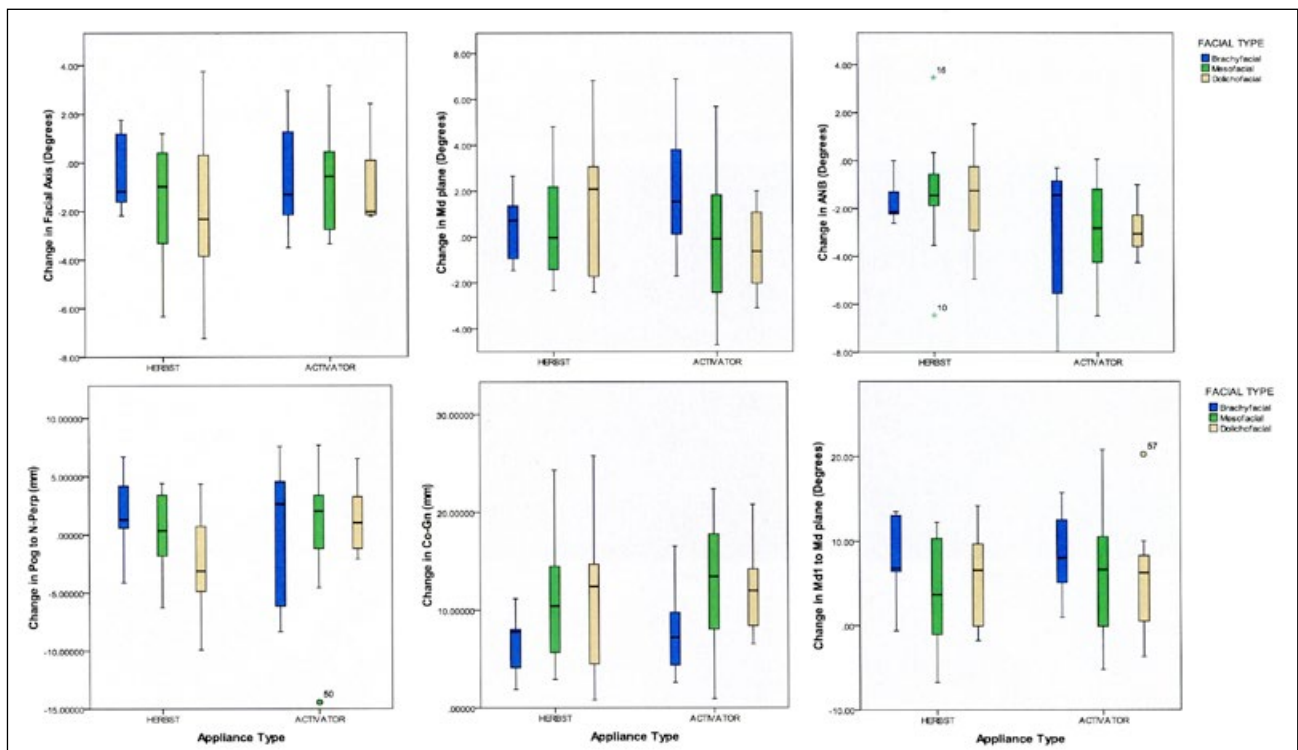 Change in Facial Axis (Degrees)
4.00
2.00
.00
-2.00
-4.00
-6.00
-8.00
HERBST
ACTIVATOR
Change in Md plane (Degrees)
8.00
6.00
4.00
2.00
.00
-2.00
-4.00
HERBST
ACTIVATOR
Change in ANB (Degrees)
4.00
2.00
.00
-2.00
-4.00
-6.00
-8.00
16
10
HERBST
ACTIVATOR
FACIAL TYPE
Brachyfacial
Mesofacial
Dolichofacial
Change in Pog to N-Perp (mm)
10.00000
5.00000
.00000
-5.00000
-10.00000
-15.00000
50
HERBST
ACTIVATOR
Appliance Type
Change in Co-Gn (mm)
30.00000
20.00000
10.00000
.00000
HERBST
ACTIVATOR
Appliance Type
Change in Md1 to Md plane (Degrees)
20.00
10.00
.00
-10.00
57
HERBST
ACTIVATOR
Appliance Type
FACIAL TYPE
Brachyfacial
Mesofacial
Dolichofacial